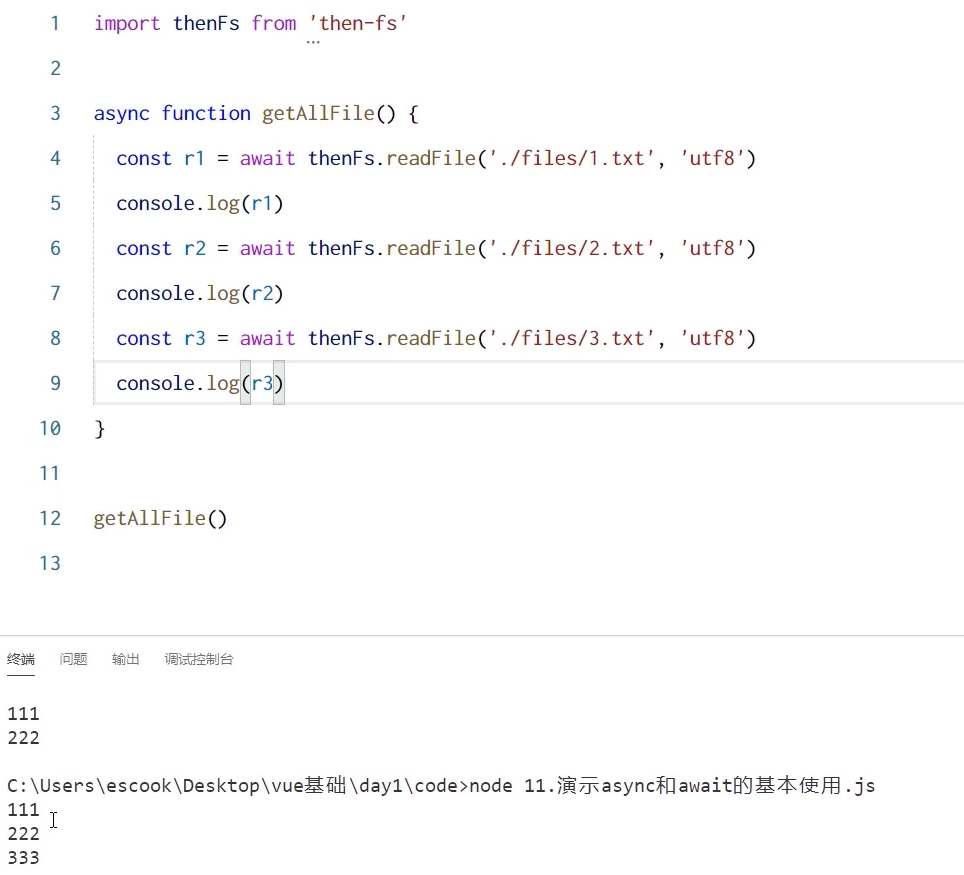 1 import thenFs from 'then-fs'
2
3 async function getAllFile() {
4 const r1 = await thenFs.readFile('./files/1.txt', 'utf8')
5 console.log(r1)
6 const r2 = await thenFs.readFile('./files/2.txt', 'utf8')
7 console.log(r2)
8 const r3 = await thenFs.readFile('./files/3.txt', 'utf8')
9 console.log(r3)
10 }
11
12 getAllFile()
13
终端 问题 输出 调试控制台
111
222
C:\Users\escook\Desktop\vue基础\day1\code>node 11.演示async和await的基本使用.js
111
222
333